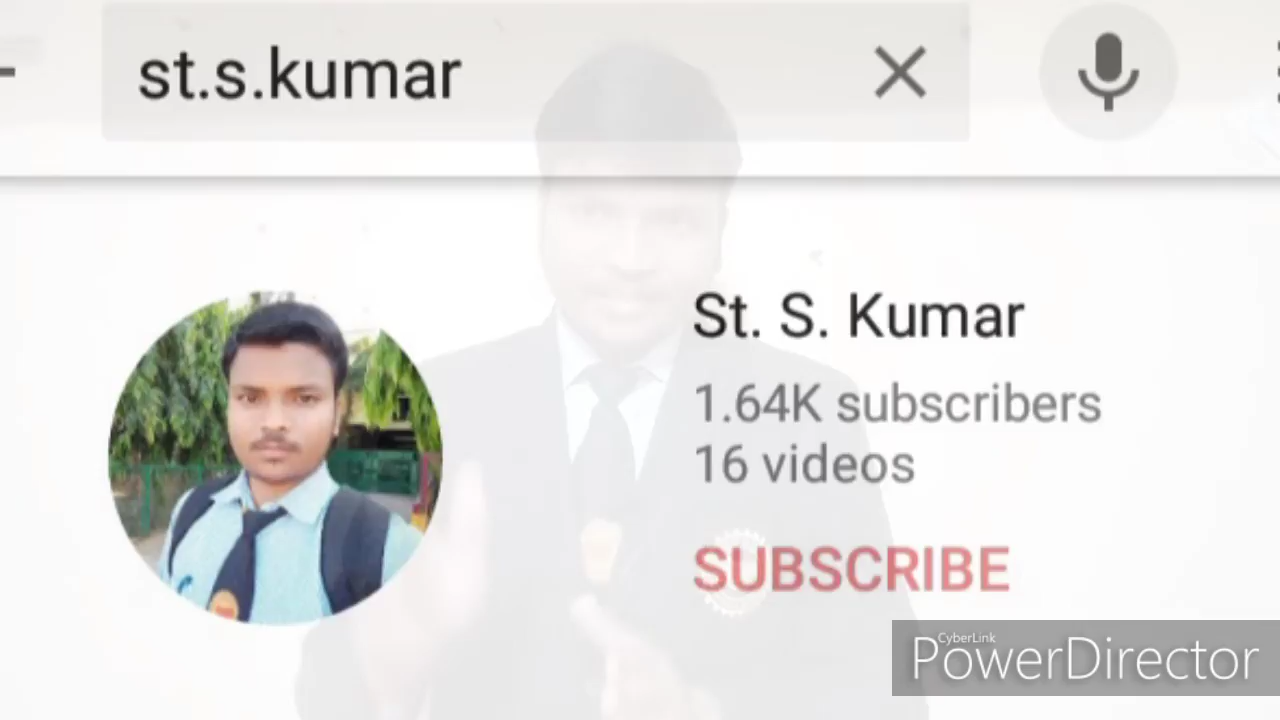 st.s.kumar
St. S. Kumar
1.64K subscribers
16 videos
SUBSCRIBE
CyberLink
PowerDirector